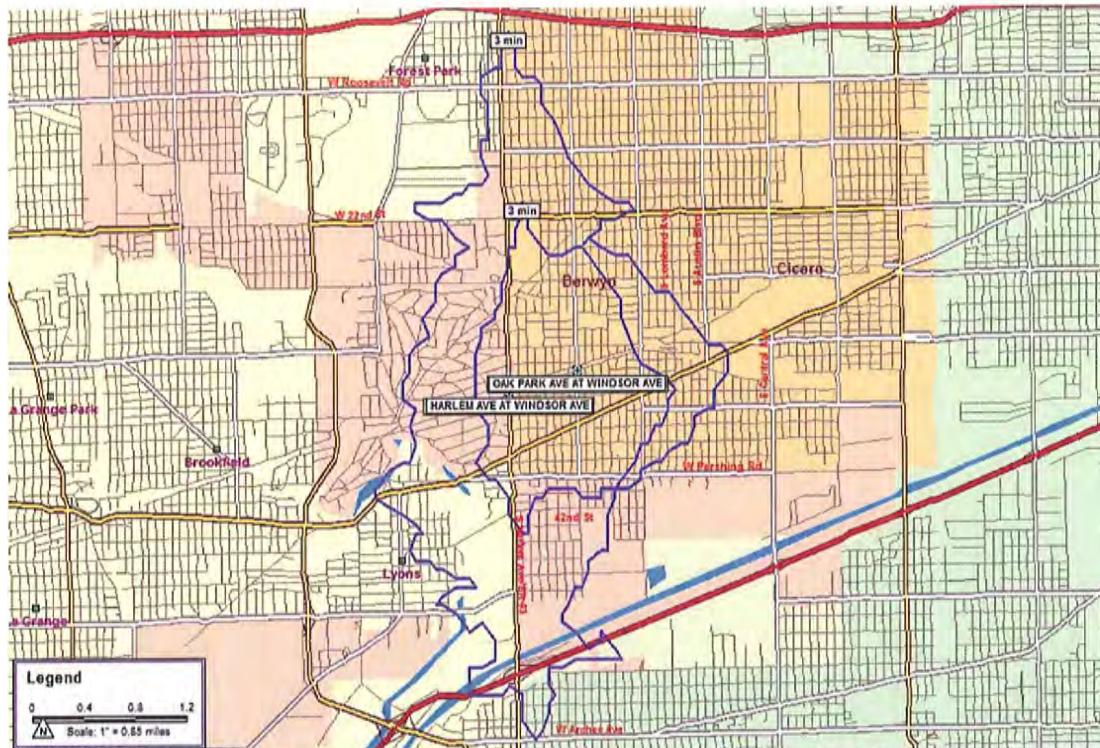 3 min
Forest Park
W Roosevelt Rd
W 22nd St
3 min
S Lombard Ave
S Austin Blvd
Berwyn
Cicero
S Central Ave
OAK PARK AVE AT WINDSOR AVE
HARLEM AVE AT WINDSOR AVE
a Grange Park
Brookfield
W Pershing Rd
42nd St
Lyons
a Grange
Legend
0 0.4 0.8 1.2
N Scale: 1" = 0.85 miles
W Archer Ave